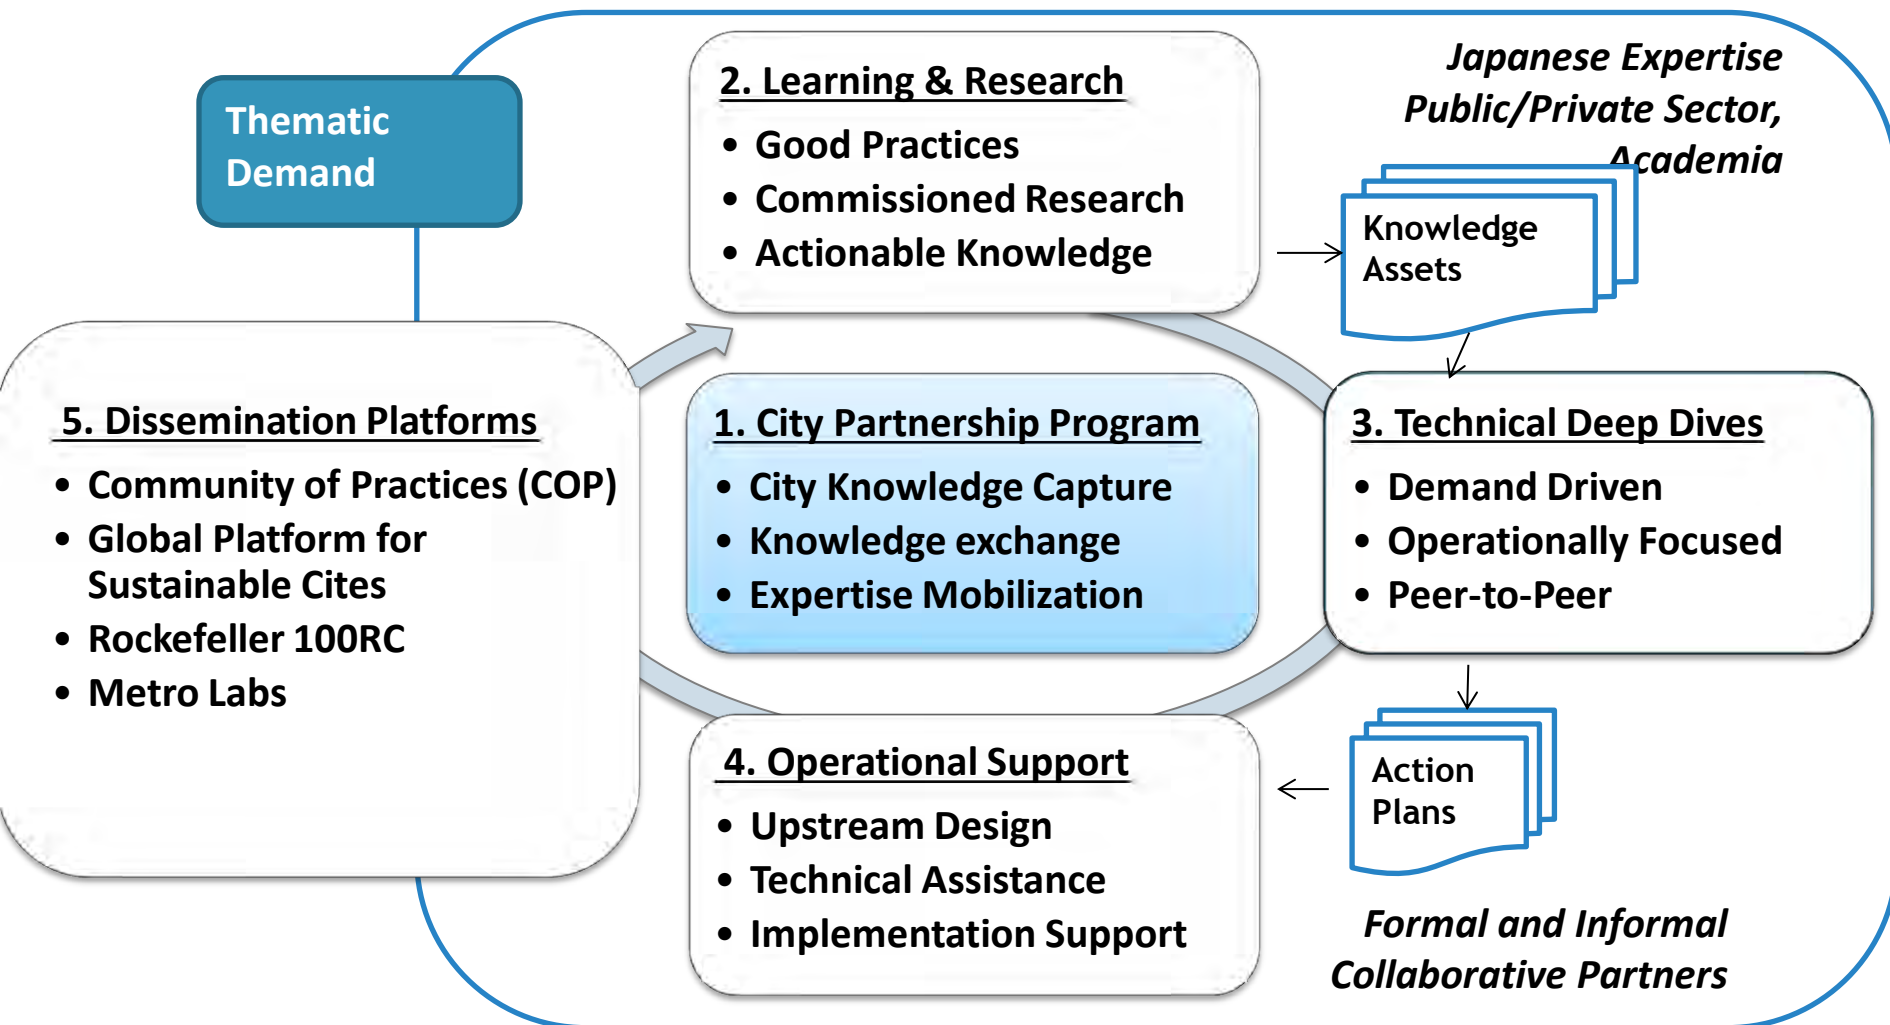 Thematic
Demand
2. Learning & Research
• Good Practices
• Commissioned Research
• Actionable Knowledge
Japanese Expertise
Public/Private Sector,
Academia
Knowledge
Assets
5. Dissemination Platforms
• Community of Practices (COP)
• Global Platform for
Sustainable Cites
• Rockefeller 100RC
• Metro Labs
1. City Partnership Program
• City Knowledge Capture
• Knowledge exchange
• Expertise Mobilization
3. Technical Deep Dives
• Demand Driven
• Operationally Focused
• Peer-to-Peer
4. Operational Support
• Upstream Design
• Technical Assistance
• Implementation Support
Action
Plans
Formal and Informal
Collaborative Partners